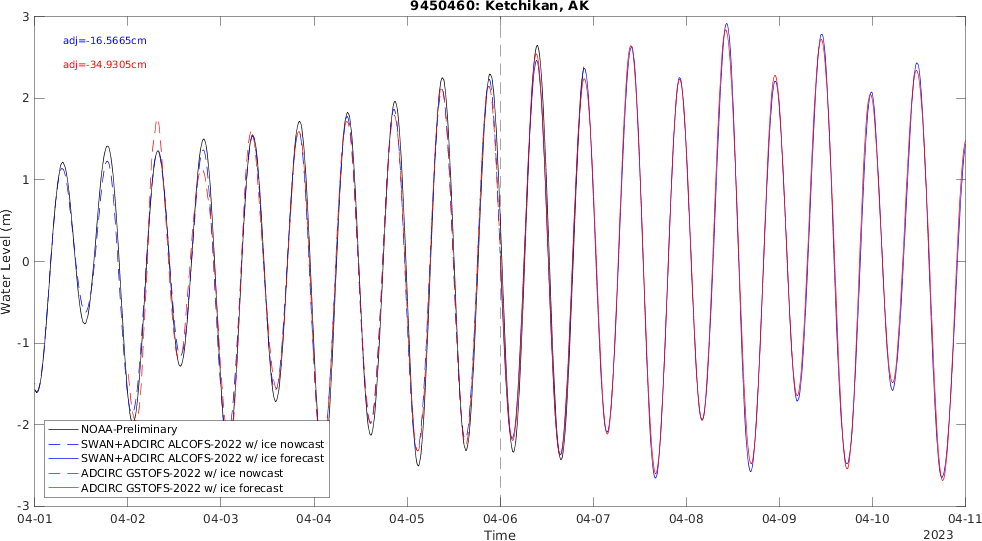 9450460: Ketchikan, AK
adj=-16.5665cm
adj=-34.9305cm
Water Level (m)
3
2
1
0
-1
-2
-3
NOAA-Preliminary
SWAN+ADCIRC ALCOFS-2022 w/ ice nowcast
SWAN+ADCIRC ALCOFS-2022 w/ ice forecast
ADCIRC GSTOFS-2022 w/ ice nowcast
ADCIRC GSTOFS-2022 w/ ice forecast
04-01 04-02 04-03 04-04 04-05 04-06 04-07 04-08 04-09 04-10 04-11
Time
2023